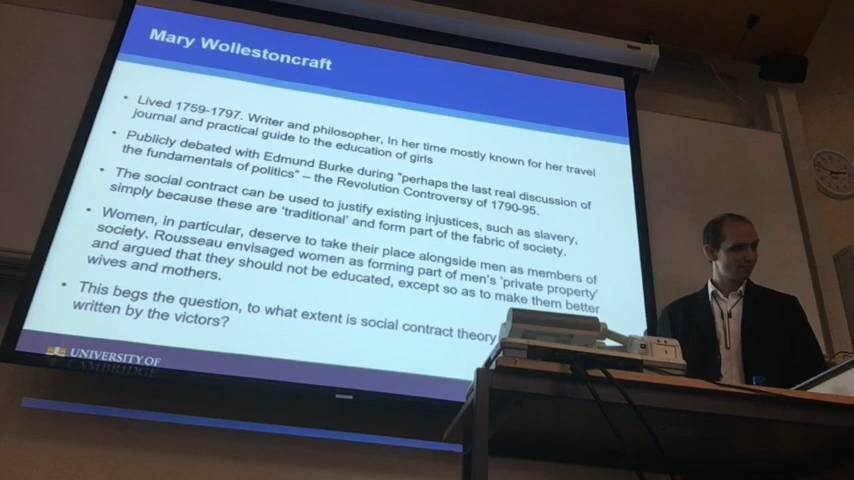 Mary Wollestoncraft
• Lived 1759-1797. Writer and philosopher, In her time mostly known for her travel
journal and practical guide to the education of girls
• Publicly debated with Edmund Burke during "perhaps the last real discussion of
the fundamentals of politics" – the Revolution Controversy of 1790-95.
• The social contract can be used to justify existing injustices, such as slavery,
simply because these are 'traditional' and form part of the fabric of society.
• Women, in particular, deserve to take their place alongside men as members of
society. Rousseau envisaged women as forming part of men's 'private property'
and argued that they should not be educated, except so as to make them better
wives and mothers.
• This begs the question, to what extent is social contract theory
written by the victors?
UNIVERSITY OF
CAMBRIDGE